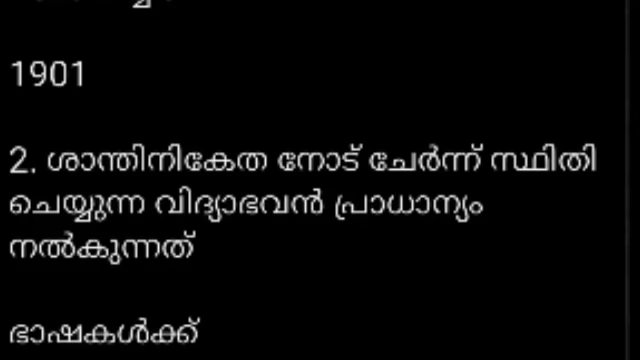 1901
2. ശാന്തിനികേത നോട് ചേർന്ന് സ്ഥിതി
ചെയ്യുന്ന വിദ്യാഭവൻ പ്രാധാന്യം
നൽകുന്നത്
ഭാഷകൾക്ക്